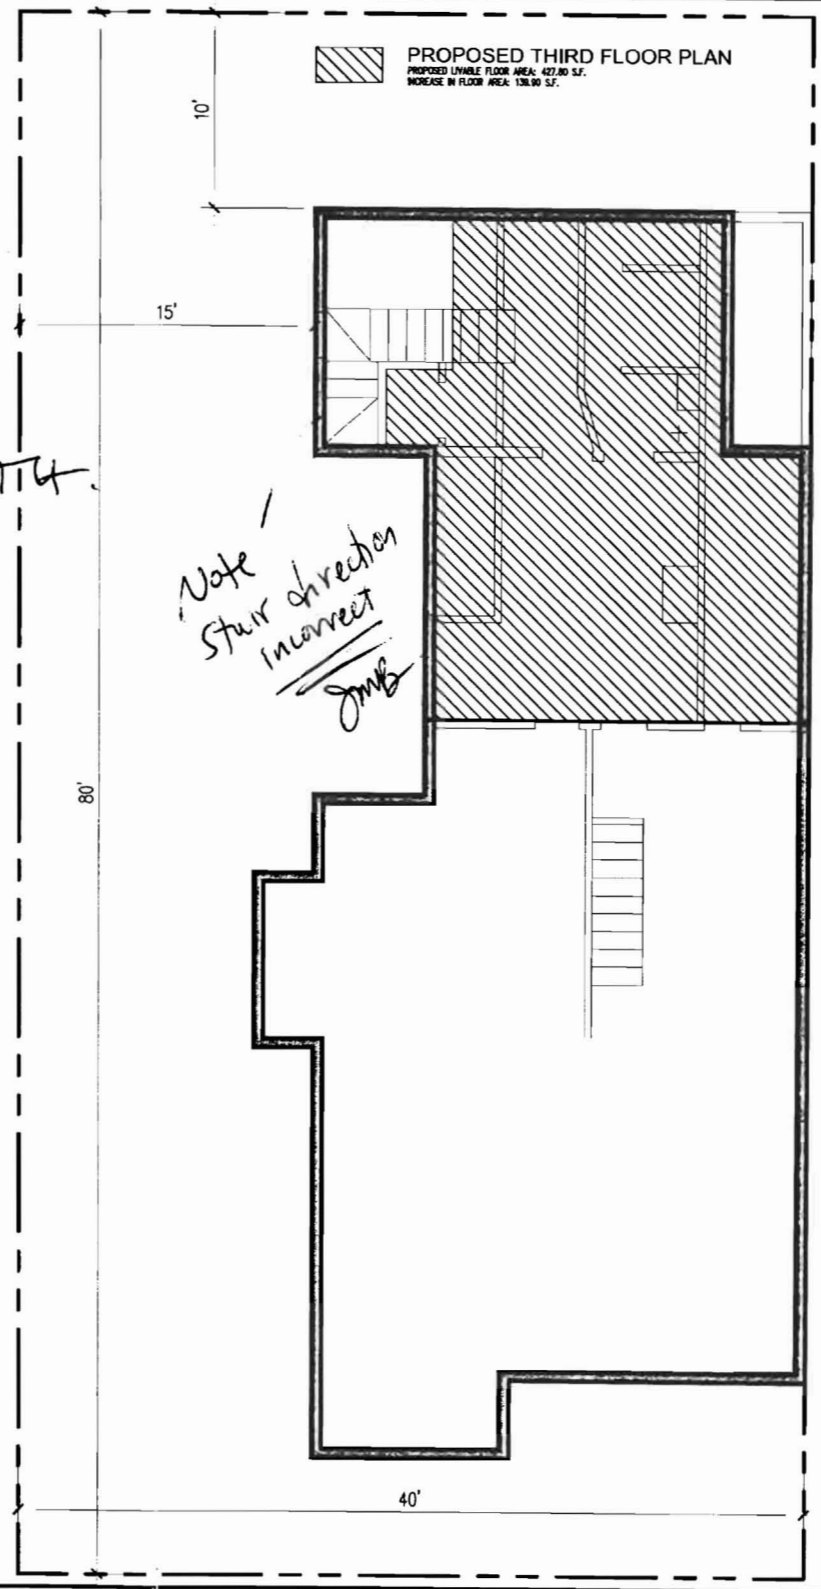 PROPOSED THIRD FLOOR PLAN
PROPOSED LIVABLE FLOOR AREA: 427.80 S.F.
INCREASE IN FLOOR AREA: 139.90 S.F.
10'
15'
Note
Stair direction
incorrect
JMB
80'
40'